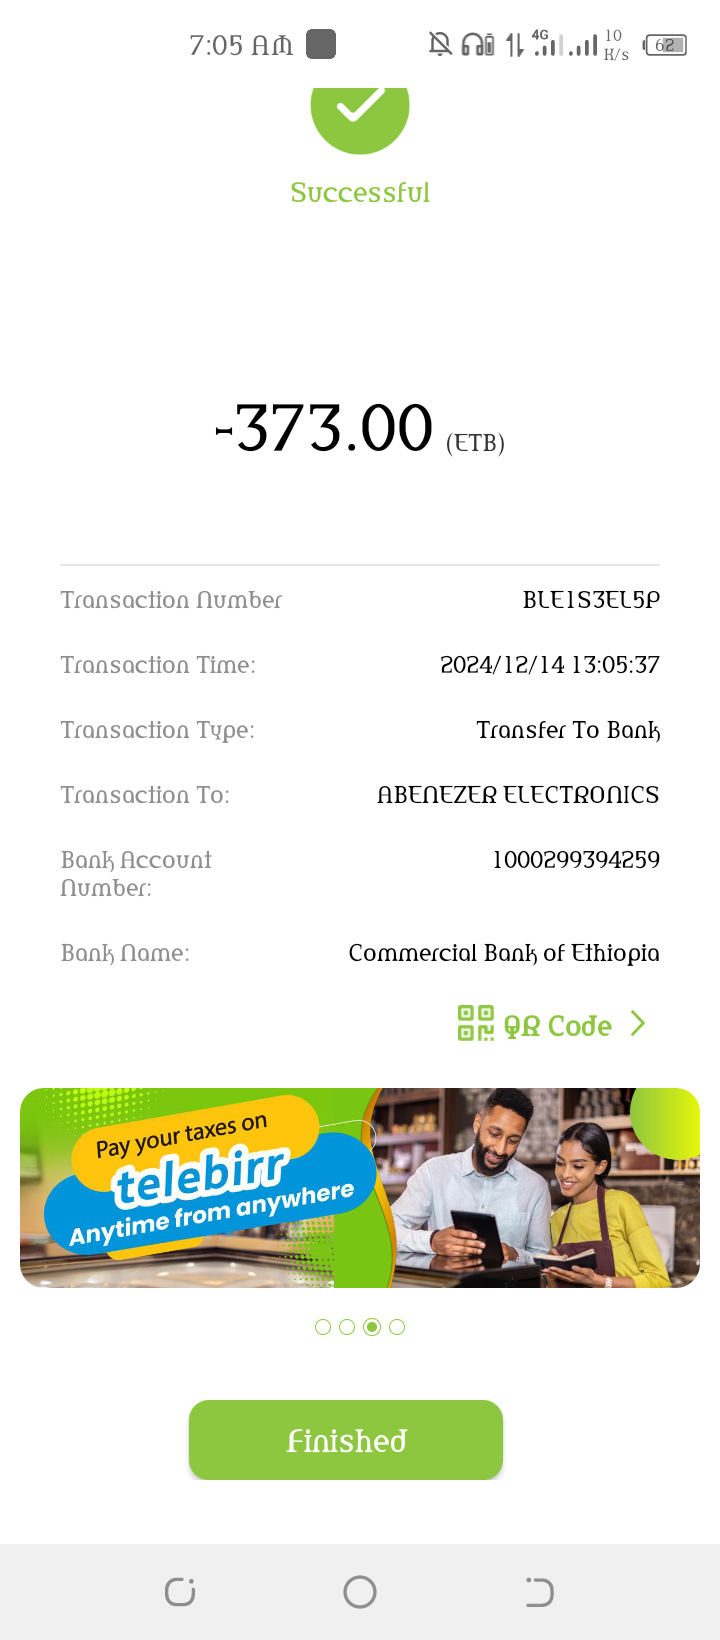 7:05 AM
4G
10
K/s
62
Successful
-373.00 (ETB)
Transaction Number BLE1S3EL5P
Transaction Time: 2024/12/14 13:05:37
Transaction Type: Transfer To Bank
Transaction To: ABENEZER ELECTRONICS
Bank Account
Number: 1000299394259
Bank Name: Commercial Bank of Ethiopia
QR Code
Pay your taxes on
telebirr
Anytime from anywhere
Finished